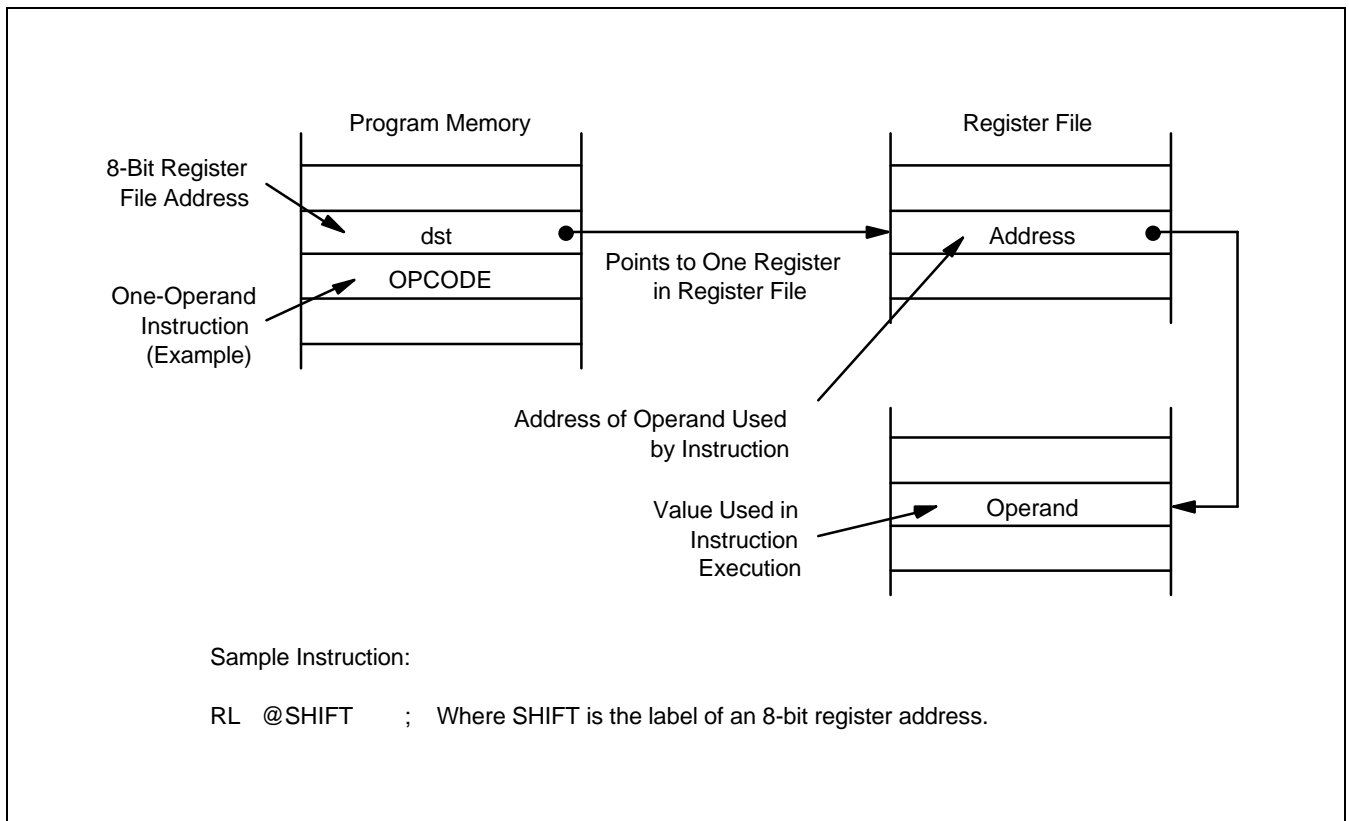 Program Memory
Register File
8-Bit Register
File Address
dst
Address
OPCODE
Points to One Register
in Register File
One-Operand
Instruction
(Example)
Address of Operand Used
by Instruction
Value Used in
Instruction
Execution
Operand
Sample Instruction:
RL @SHIFT ; Where SHIFT is the label of an 8-bit register address.